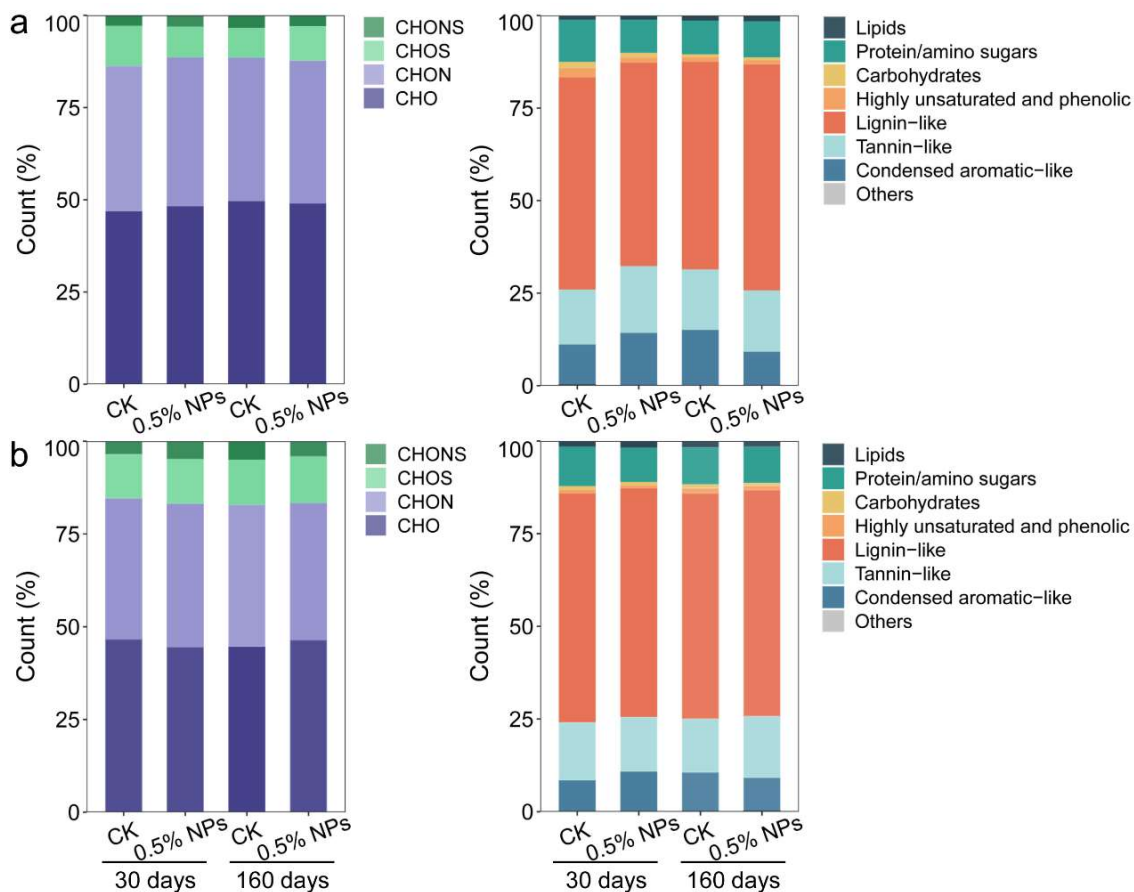 a
100
75
50
25
0
Count (%)
CK
0.5% NPs
CK
0.5% NPs
CHONS
CHOS
CHON
CHO
100
75
50
25
0
Count (%)
CK
0.5% NPs
CK
0.5% NPs
Lipids
Protein/amino sugars
Carbohydrates
Highly unsaturated and phenolic
Lignin−like
Tannin−like
Condensed aromatic−like
Others
b
100
75
50
25
0
Count (%)
CK
0.5% NPs
CK
0.5% NPs
30 days
160 days
CHONS
CHOS
CHON
CHO
100
75
50
25
0
Count (%)
CK
0.5% NPs
CK
0.5% NPs
30 days
160 days
Lipids
Protein/amino sugars
Carbohydrates
Highly unsaturated and phenolic
Lignin−like
Tannin−like
Condensed aromatic−like
Others